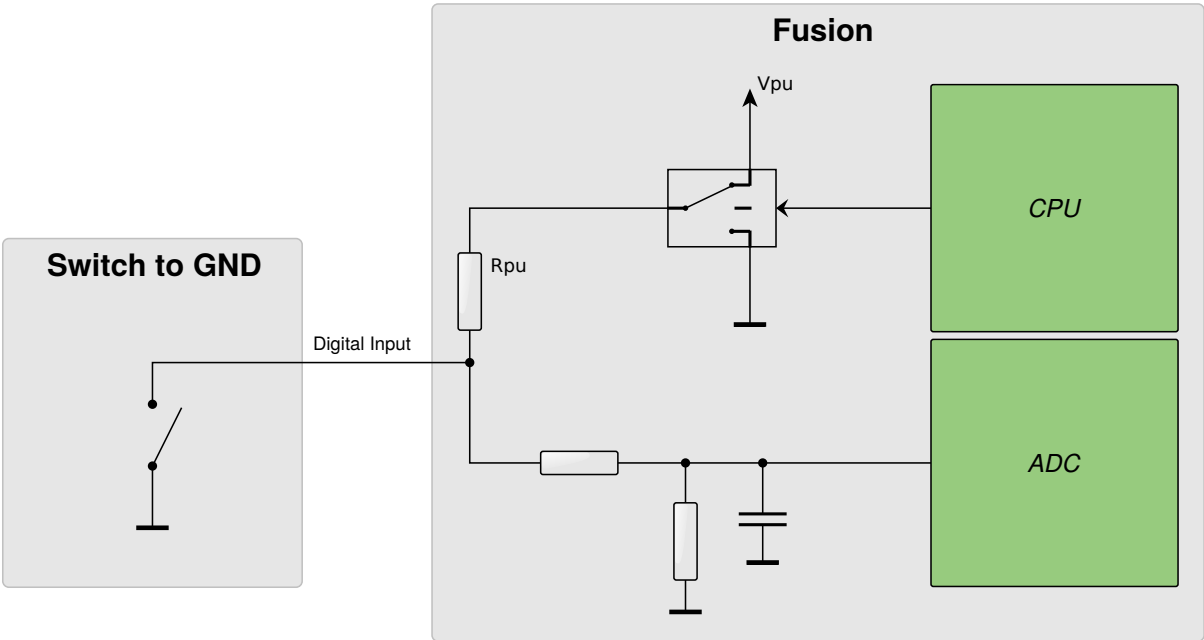 Fusion
Vpu
CPU
Switch to GND
Rpu
Digital Input
ADC